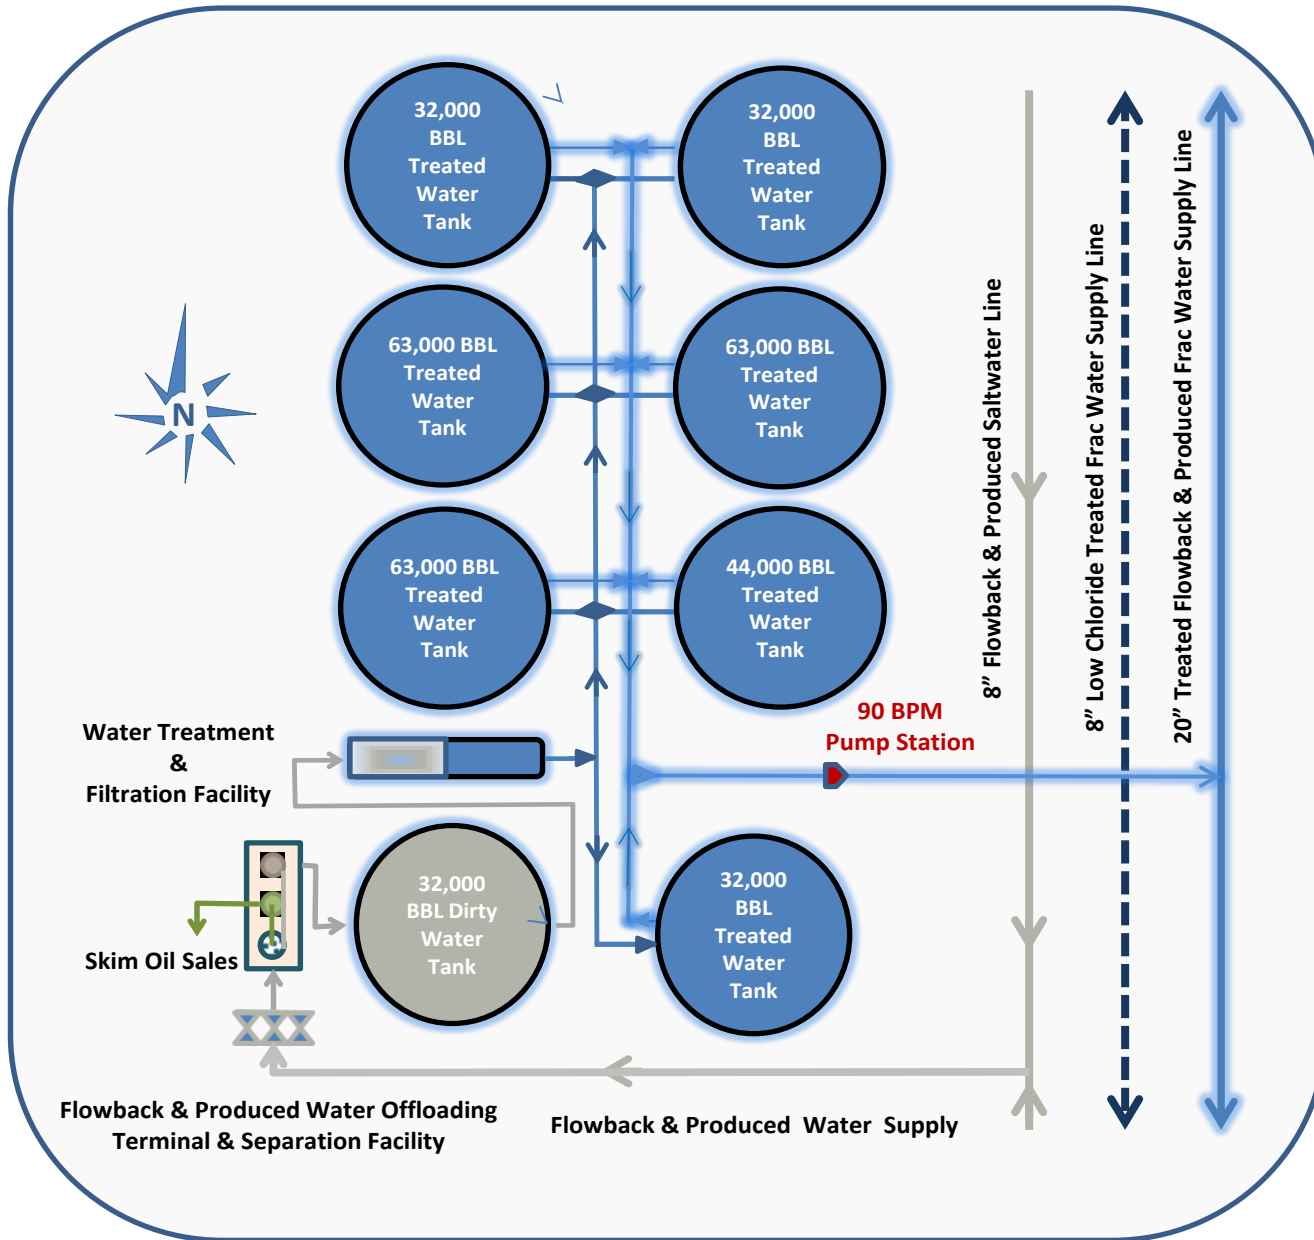 32,000
BBL
Treated
Water
Tank
32,000
BBL
Treated
Water
Tank
63,000 BBL
Treated
Water
Tank
63,000 BBL
Treated
Water
Tank
N
63,000 BBL
Treated
Water
Tank
44,000 BBL
Treated
Water
Tank
8” Flowback & Produced Saltwater Line
8” Low Chloride Treated Frac Water Supply Line
20” Treated Flowback & Produced Frac Water Supply Line
90 BPM
Pump Station
Water Treatment
&
Filtration Facility
32,000
BBL Dirty
Water
Tank
32,000
BBL
Treated
Water
Tank
Skim Oil Sales
Flowback & Produced Water Offloading
Terminal & Separation Facility
Flowback & Produced Water Supply